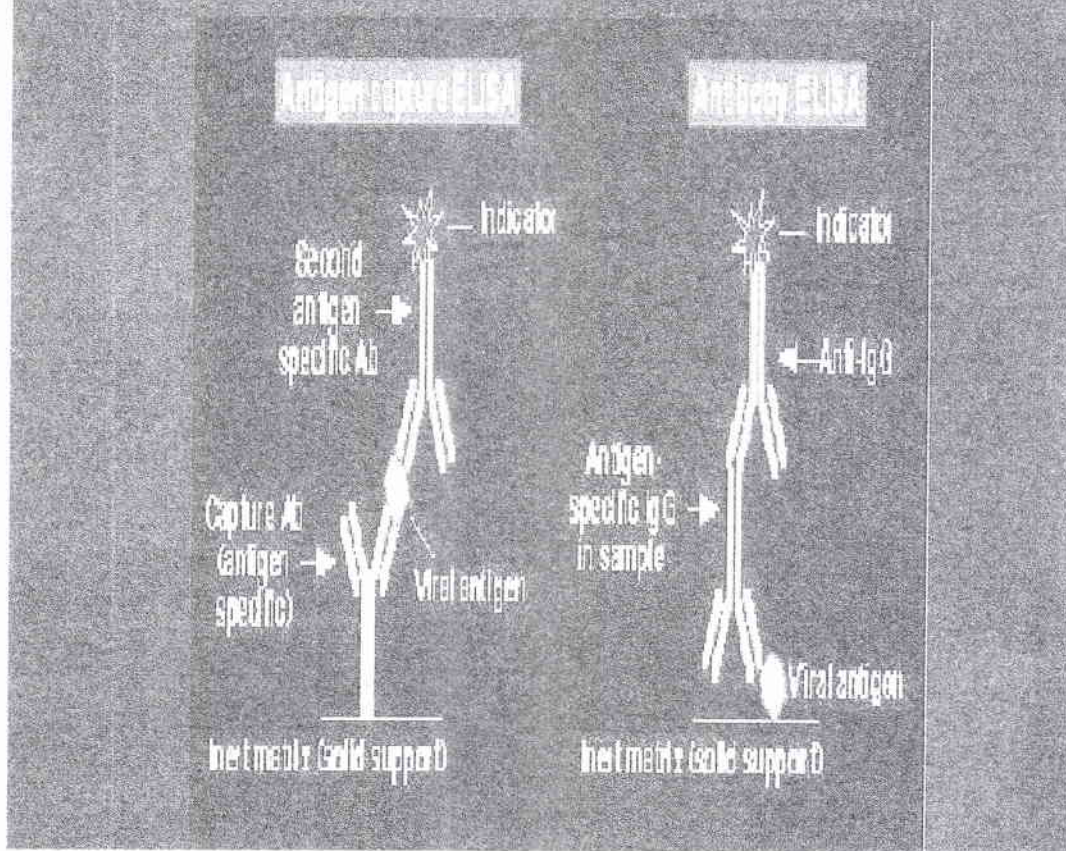 Antigen capture ELISA
Indicator
Second
antigen
specific Ab
Capture Ab
(antigen
specific)
Viral antigen
Inert matrix (solid support)
Antibody ELISA
Indicator
Anti-IgG
Antigen-
specific IgG
in sample
Viral antigen
Inert matrix (solid support)